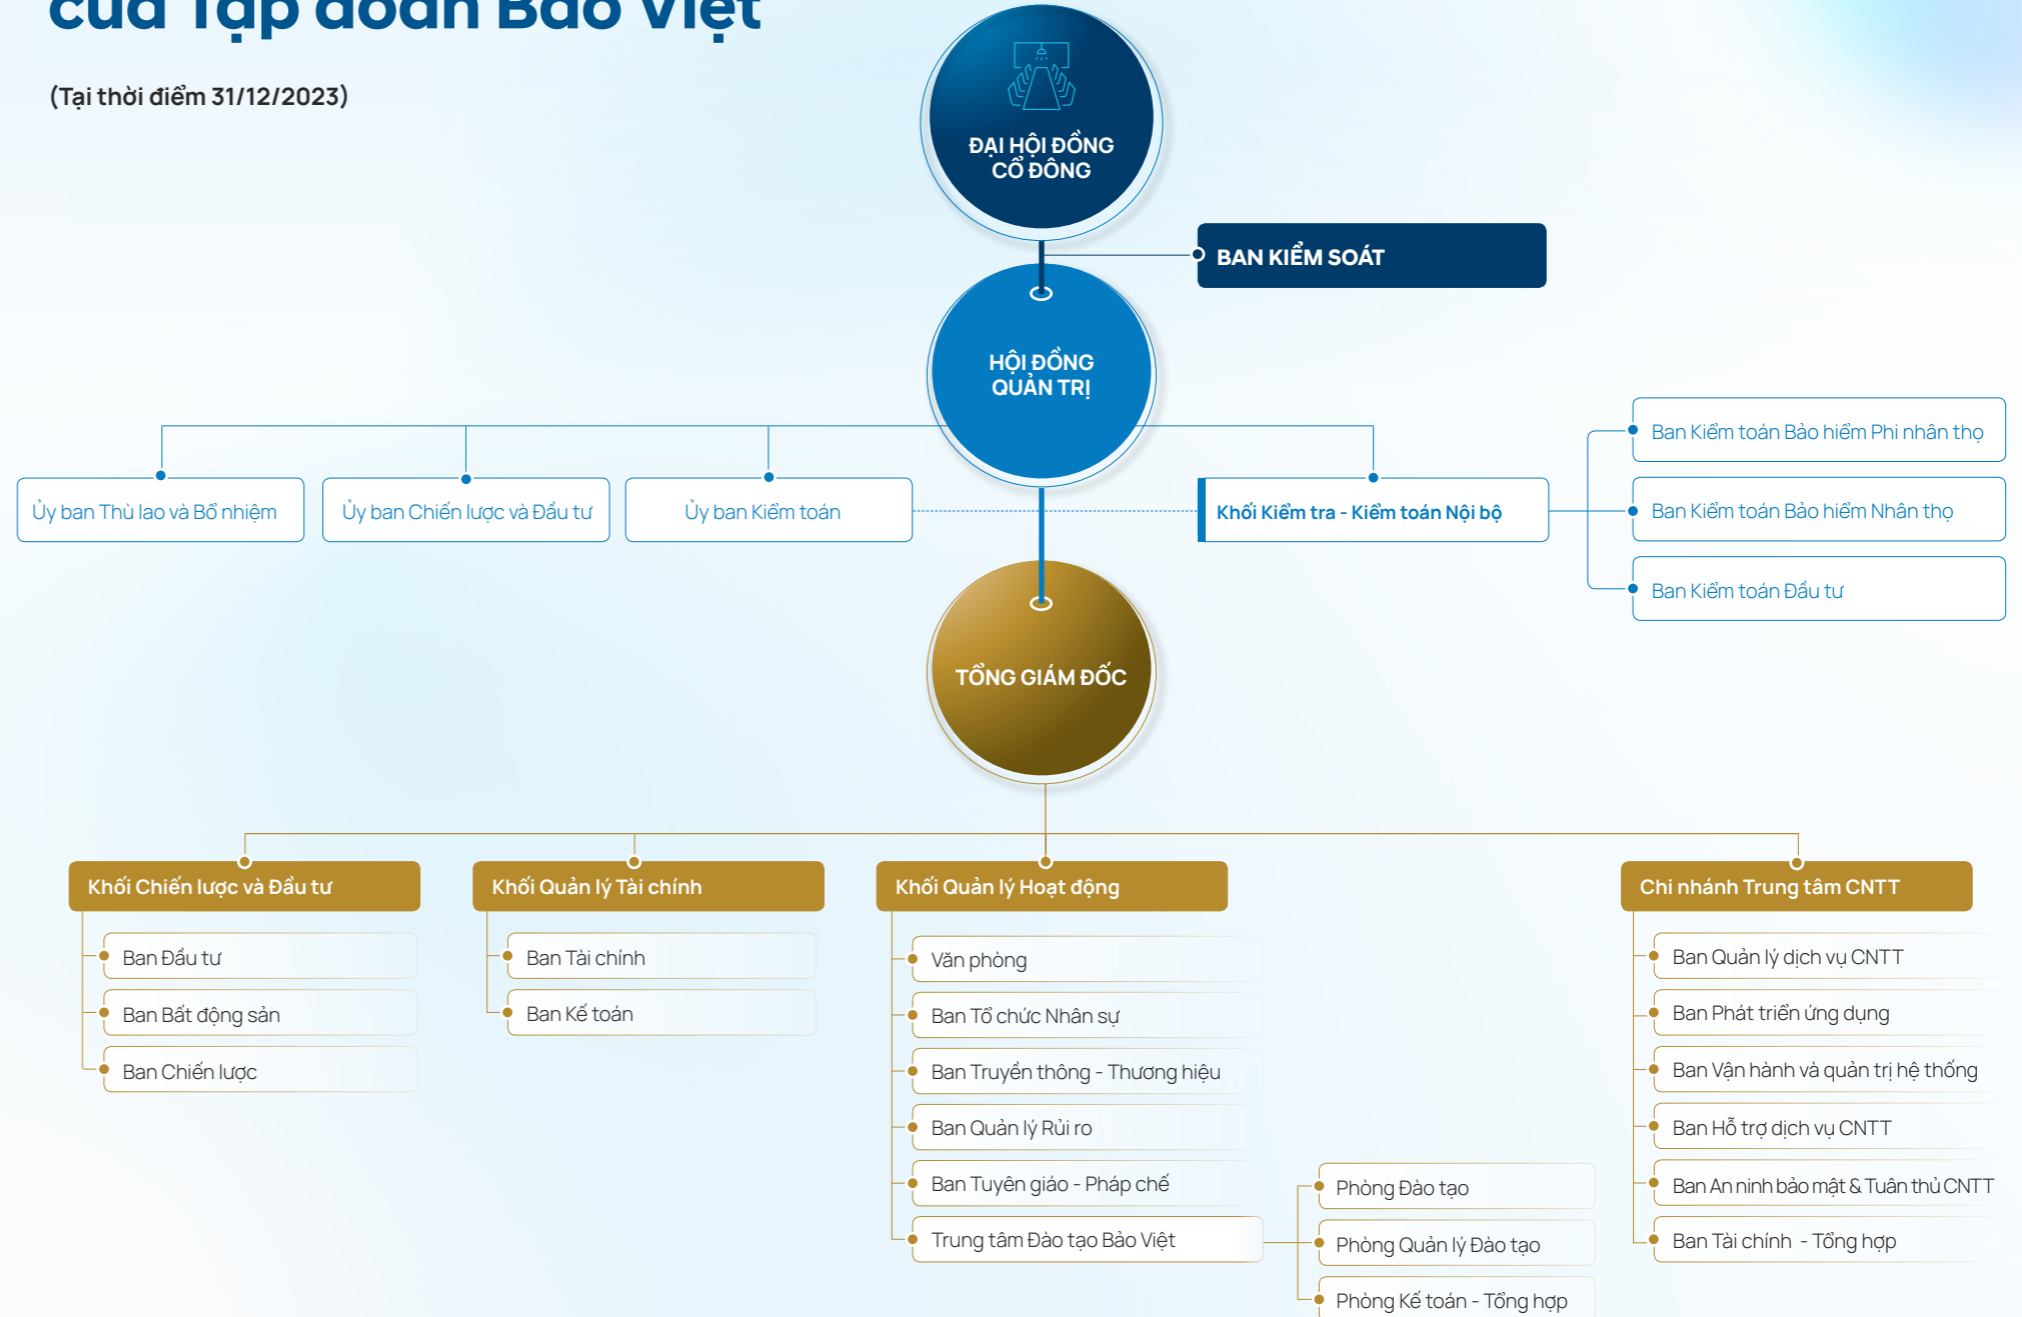 của Tập đoàn Bảo Việt
(Tại thời điểm 31/12/2023)
ĐẠI HỘI ĐỒNG
CỔ ĐÔNG
BAN KIỂM SOÁT
HỘI ĐỒNG
QUẢN TRỊ
Ủy ban Thù lao và Bổ nhiệm
Ủy ban Chiến lược và Đầu tư
Ủy ban Kiểm toán
Khối Kiểm tra - Kiểm toán Nội bộ
Ban Kiểm toán Bảo hiểm Phi nhân thọ
Ban Kiểm toán Bảo hiểm Nhân thọ
Ban Kiểm toán Đầu tư
TỔNG GIÁM ĐỐC
Khối Chiến lược và Đầu tư
Ban Đầu tư
Ban Bất động sản
Ban Chiến lược
Khối Quản lý Tài chính
Ban Tài chính
Ban Kế toán
Khối Quản lý Hoạt động
Văn phòng
Ban Tổ chức Nhân sự
Ban Truyền thông - Thương hiệu
Ban Quản lý Rủi ro
Ban Tuyên giáo - Pháp chế
Trung tâm Đào tạo Bảo Việt
Phòng Đào tạo
Phòng Quản lý Đào tạo
Phòng Kế toán - Tổng hợp
Chi nhánh Trung tâm CNTT
Ban Quản lý dịch vụ CNTT
Ban Phát triển ứng dụng
Ban Vận hành và quản trị hệ thống
Ban Hỗ trợ dịch vụ CNTT
Ban An ninh bảo mật & Tuân thủ CNTT
Ban Tài chính - Tổng hợp